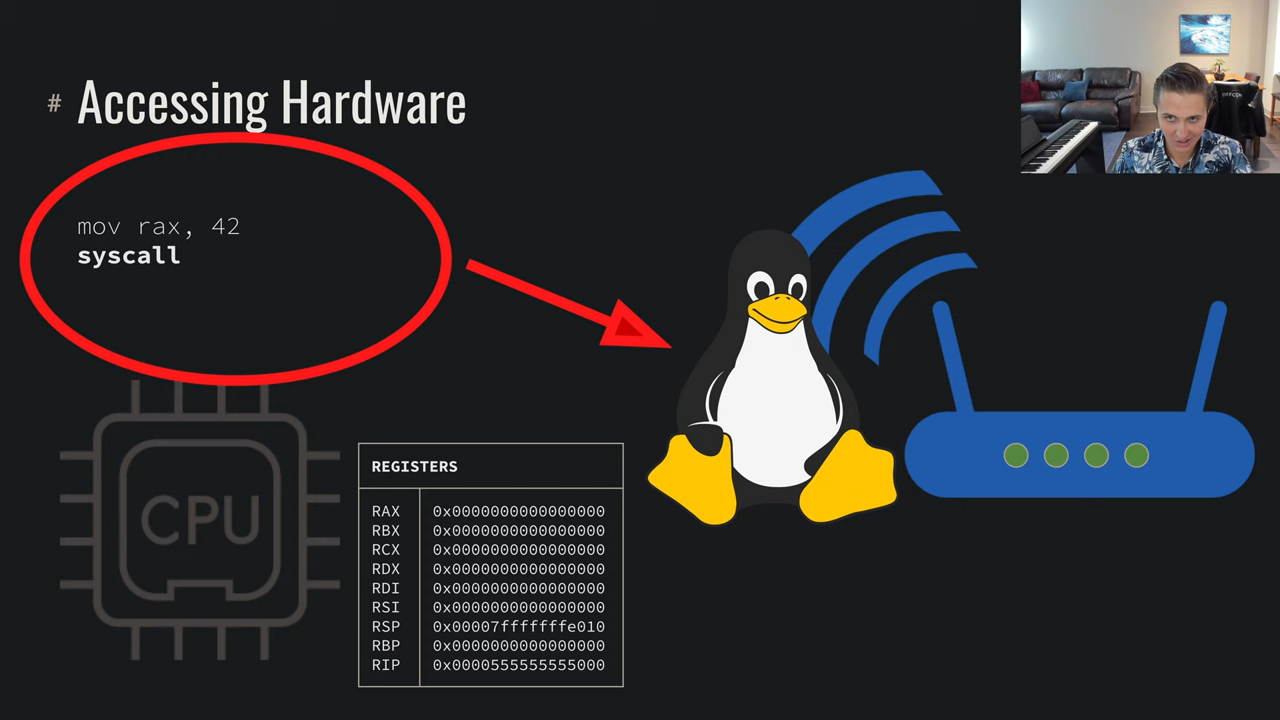 # Accessing Hardware
mov rax, 42
syscall
CPU
REGISTERS
RAX 0x0000000000000000
RBX 0x0000000000000000
RCX 0x0000000000000000
RDX 0x0000000000000000
RDI 0x0000000000000000
RSI 0x0000000000000000
RSP 0x00007fffffffe010
RBP 0x0000000000000000
RIP 0x0000555555555000
DEFCON